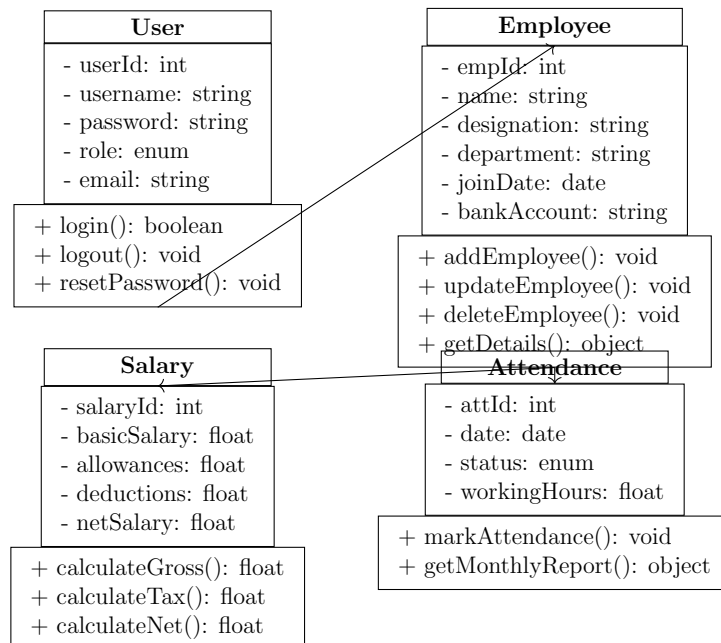 User
- userId: int
- username: string
- password: string
- role: enum
- email: string
+ login(): boolean
+ logout(): void
+ resetPassword(): void
Employee
- empId: int
- name: string
- designation: string
- department: string
- joinDate: date
- bankAccount: string
+ addEmployee(): void
+ updateEmployee(): void
+ deleteEmployee(): void
+ getDetails(): object
Salary
- salaryId: int
- basicSalary: float
- allowances: float
- deductions: float
- netSalary: float
+ calculateGross(): float
+ calculateTax(): float
+ calculateNet(): float
Attendance
- attId: int
- date: date
- status: enum
- workingHours: float
+ markAttendance(): void
+ getMonthlyReport(): object